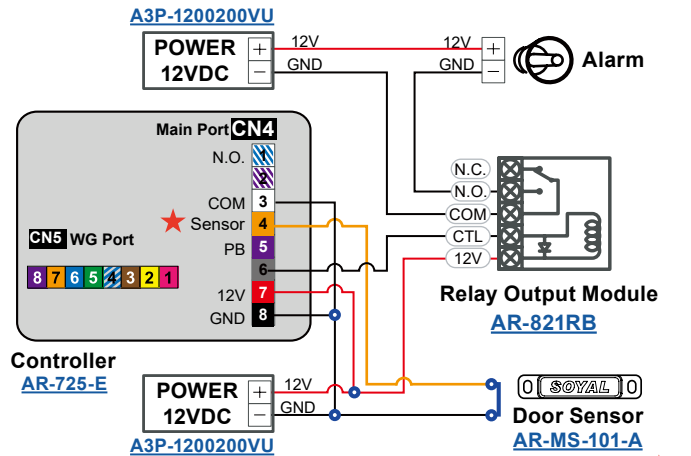 A3P-1200200VU
POWER
12VDC
+
−
12V
GND
12V
GND
+
−
Alarm
Main Port CN4
N.O.
1
2
COM
3
Sensor
4
PB
5
6
12V
7
GND
8
CN5 WG Port
8 7 6 5 4 3 2 1
N.C.
N.O.
COM
CTL
12V
Relay Output Module
AR-821RB
Controller
AR-725-E
POWER
12VDC
+
−
12V
GND
A3P-1200200VU
SOYAL
Door Sensor
AR-MS-101-A